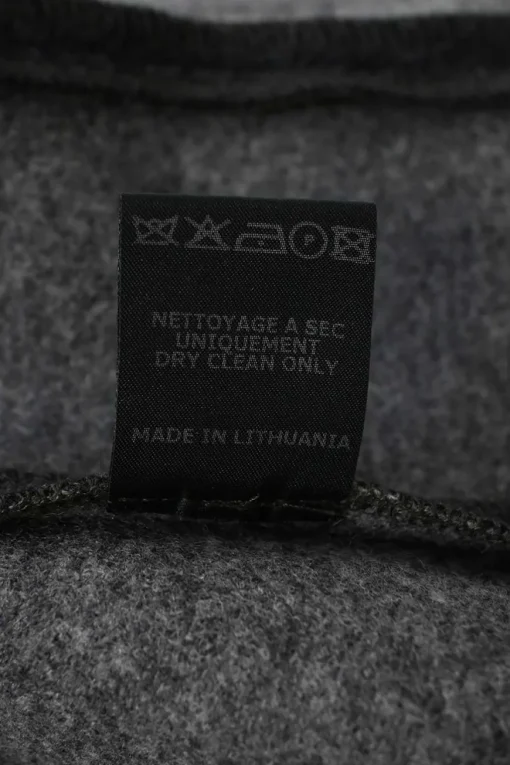 P
NETTOYAGE A SEC
UNIQUEMENT
DRY CLEAN ONLY
MADE IN LITHUANIA